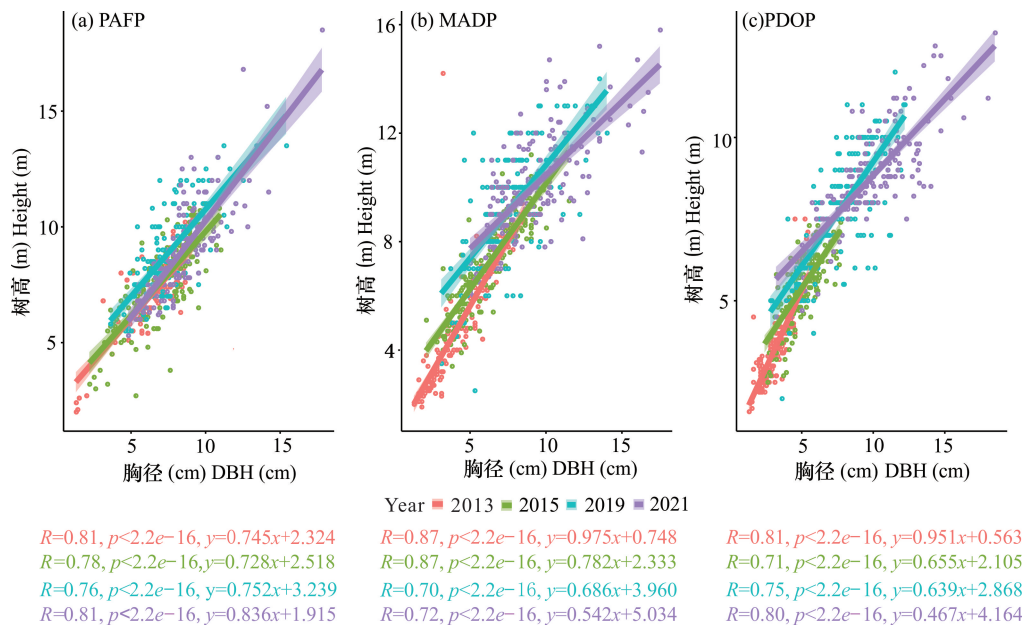 (a) PAFP
(b) MADP
(c)PDOP
树高 (m) Height (m)
15
10
5
5
10
15
胸径 (cm) DBH (cm)
树高 (m) Height (m)
16
12
8
4
5
10
15
胸径 (cm) DBH (cm)
树高 (m) Height (m)
10
5
5
10
15
胸径 (cm) DBH (cm)
Year 2013 2015 2019 2021
R=0.81, p<2.2e−16, y=0.745x+2.324
R=0.78, p<2.2e−16,y=0.728x+2.518
R=0.76, p<2.2e−16, y=0.752x+3.239
R=0.81, p<2.2e−16, y=0.836x+1.915
R=0.87, p<2.2e−16, y=0.975x+0.748
R=0.87, p<2.2e−16, y=0.782x+2.333
R=0.70, p<2.2e−16, y=0.686x+3.960
R=0.72, p<2.2e−16, y=0.542x+5.034
R=0.81, p<2.2e−16, y=0.951x+0.563
R=0.71, p<2.2e−16, y=0.655x+2.105
R=0.75, p<2.2e−16, y=0.639x+2.868
R=0.80, p<2.2e−16, y=0.467x+4.164